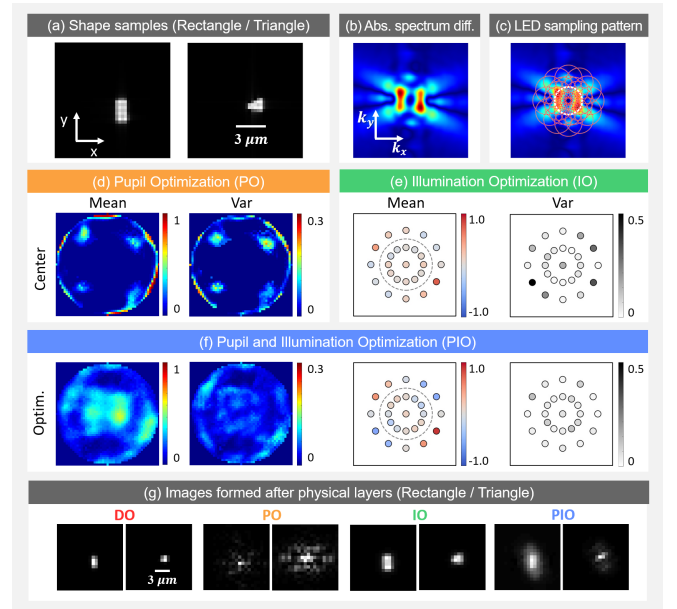 (a) Shape samples (Rectangle / Triangle)
(b) Abs. spectrum diff.
(c) LED sampling pattern
y
x
3 μm
k_y
k_x
(d) Pupil Optimization (PO)
(e) Illumination Optimization (IO)
Mean
Var
Mean
Var
Center
1
0
0.3
0
1.0
-1.0
0.5
0
(f) Pupil and Illumination Optimization (PIO)
Optim.
1
0
0.3
0
1.0
-1.0
0.5
0
(g) Images formed after physical layers (Rectangle / Triangle)
DO
PO
IO
PIO
3 μm